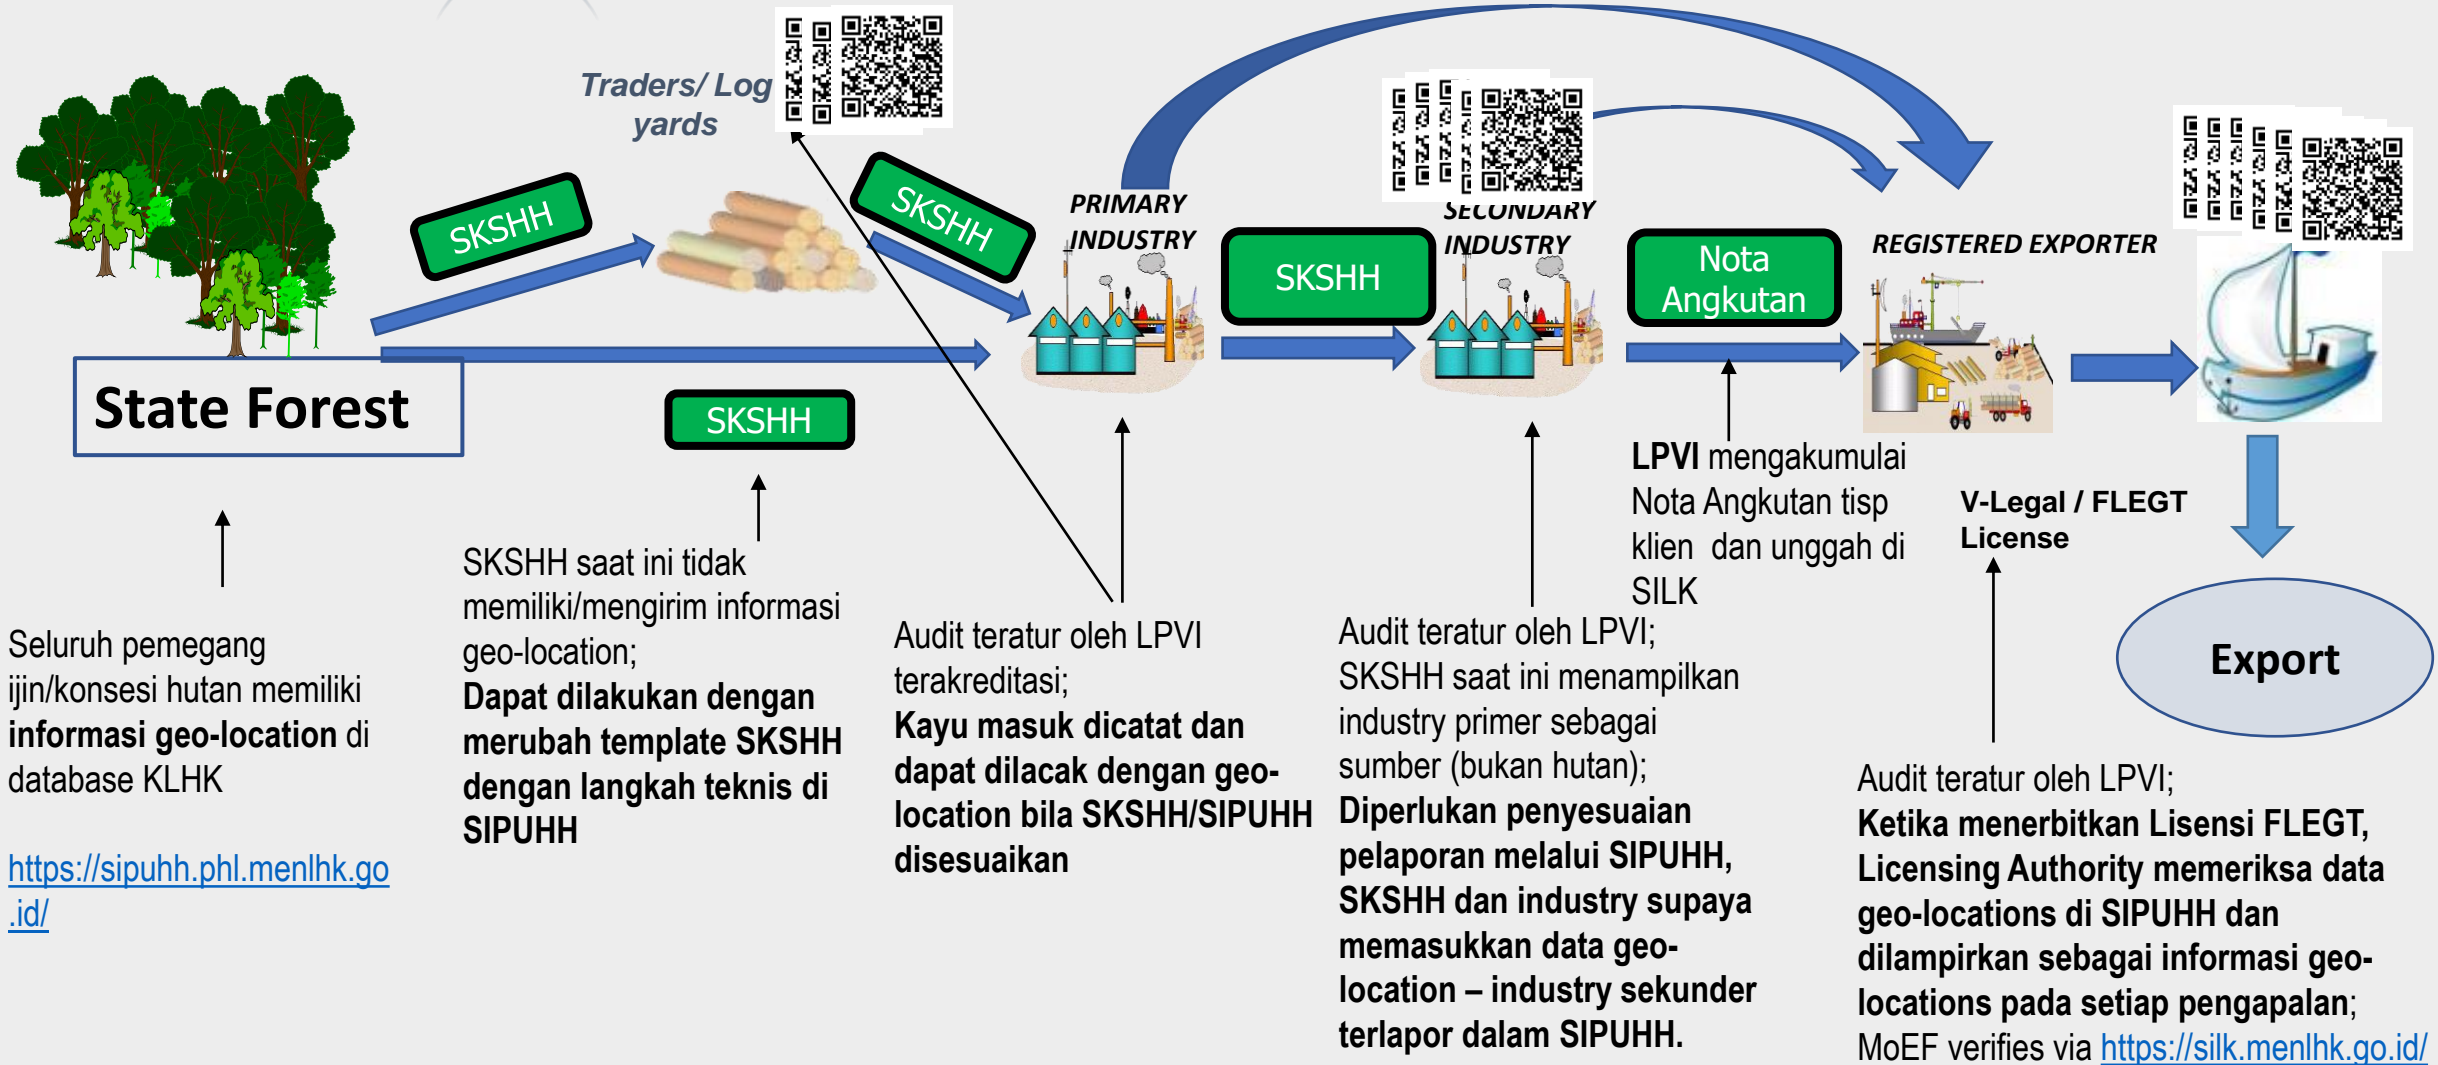 Traders/ Log
yards
SKSHH
SKSHH
PRIMARY
INDUSTRY
SKSHH
SECONDARY
INDUSTRY
Nota
Angkutan
REGISTERED EXPORTER
State Forest
SKSHH
LPVI mengakumulai
Nota Angkutan tisp
klien dan unggah di
SILK
V-Legal / FLEGT
License
Export
Seluruh pemegang
ijin/konsesi hutan memiliki
informasi geo-location di
database KLHK
https://sipuhh.phl.menlhk.go
.id/
SKSHH saat ini tidak
memiliki/mengirim informasi
geo-location;
Dapat dilakukan dengan
merubah template SKSHH
dengan langkah teknis di
SIPUHH
Audit teratur oleh LPVI
terakreditasi;
Kayu masuk dicatat dan
dapat dilacak dengan geo-
location bila SKSHH/SIPUHH
disesuaikan
Audit teratur oleh LPVI;
SKSHH saat ini menampilkan
industry primer sebagai
sumber (bukan hutan);
Diperlukan penyesuaian
pelaporan melalui SIPUHH,
SKSHH dan industry supaya
memasukkan data geo-
location – industry sekunder
terlapor dalam SIPUHH.
Audit teratur oleh LPVI;
Ketika menerbitkan Lisensi FLEGT,
Licensing Authority memeriksa data
geo-locations di SIPUHH dan
dilampirkan sebagai informasi geo-
locations pada setiap pengapalan;
MoEF verifies via https://silk.menlhk.go.id/